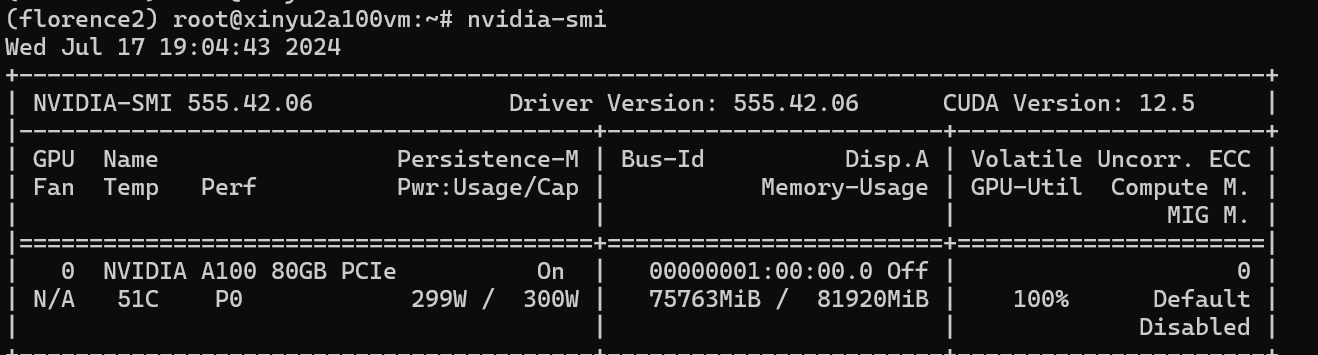 (florence2) root@xinyu2a100vm:~# nvidia-smi
Wed Jul 17 19:04:43 2024
+-----------------------------------------------------------------------------------------+
| NVIDIA-SMI 555.42.06              Driver Version: 555.42.06      CUDA Version: 12.5     |
|-----------------------------------------+------------------------+----------------------+
| GPU  Name                 Persistence-M | Bus-Id          Disp.A | Volatile Uncorr. ECC |
| Fan  Temp   Perf          Pwr:Usage/Cap |           Memory-Usage | GPU-Util  Compute M. |
|                                         |                        |               MIG M. |
|=========================================+========================+======================|
|   0  NVIDIA A100 80GB PCIe          On  |   00000001:00:00.0 Off |                    0 |
| N/A   51C    P0            299W /  300W |   75763MiB /  81920MiB |    100%      Default |
|                                         |                        |             Disabled |
+-----------------------------------------+------------------------+----------------------+